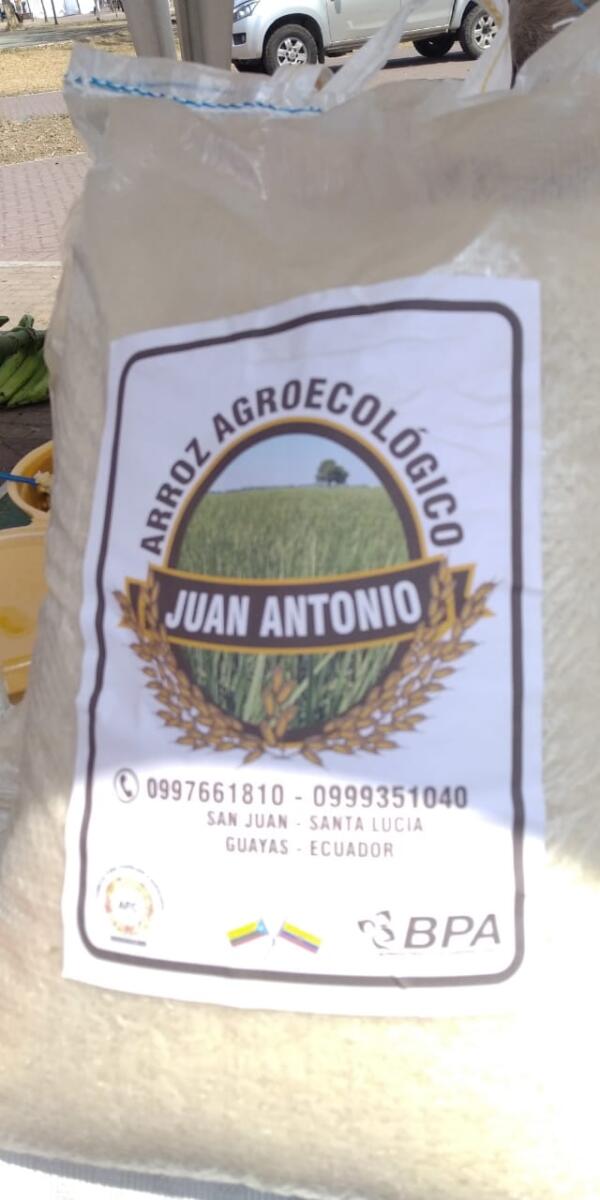 ARROZ AGROECOLÓGICO
JUAN ANTONIO
0997661810 - 0999351040
SAN JUAN - SANTA LUCIA
GUAYAS - ECUADOR
BPA